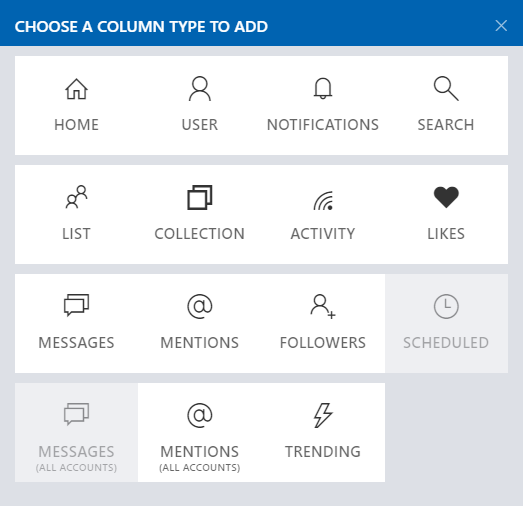 CHOOSE A COLUMN TYPE TO ADD
HOME
USER
NOTIFICATIONS
SEARCH
LIST
COLLECTION
ACTIVITY
LIKES
MESSAGES
MENTIONS
FOLLOWERS
SCHEDULED
MESSAGES
(ALL ACCOUNTS)
MENTIONS
(ALL ACCOUNTS)
TRENDING